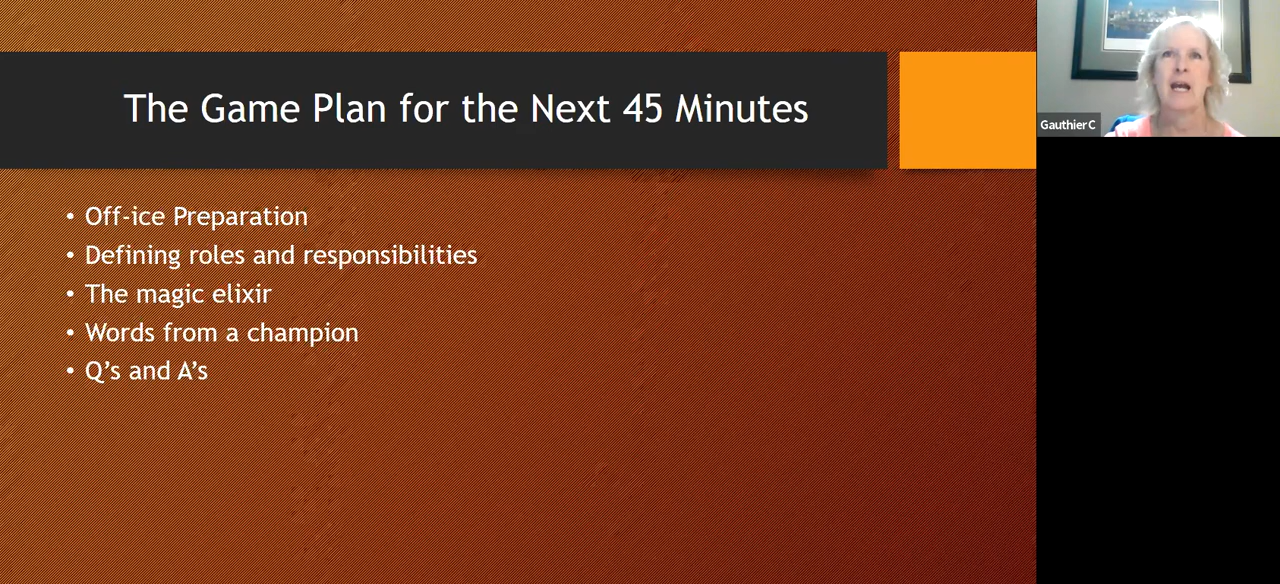 The Game Plan for the Next 45 Minutes
• Off-ice Preparation
• Defining roles and responsibilities
• The magic elixir
• Words from a champion
• Q’s and A’s
Gauthier C